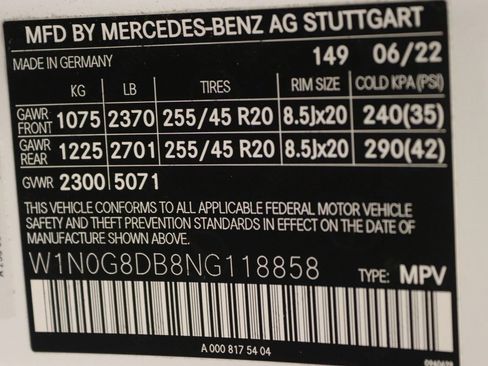 MFD BY MERCEDES-BENZ AG STUTTGART
MADE IN GERMANY 149 06/22
KG LB TIRES RIM SIZE COLD KPA (PSI)
GAWR FRONT 1075 2370 255/45 R20 8.5Jx20 240(35)
GAWR REAR 1225 2701 255/45 R20 8.5Jx20 290(42)
GVWR 2300 5071
THIS VEHICLE CONFORMS TO ALL APPLICABLE FEDERAL MOTOR VEHICLE
SAFETY AND THEFT PREVENTION STANDARDS IN EFFECT ON THE DATE
OF MANUFACTURE SHOWN ABOVE.
W1N0G8DB8NG118858 TYPE: MPV
A 000 817 54 04